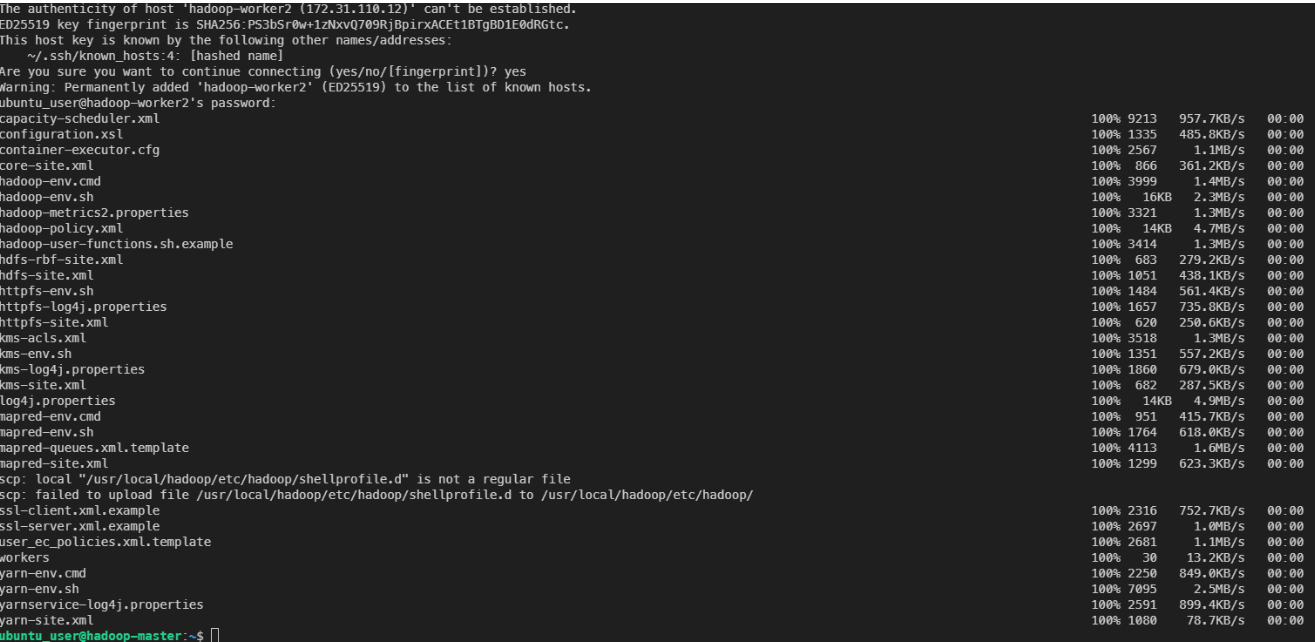 The authenticity of host 'hadoop-worker2 (172.31.110.12)' can't be established.
ED25519 key fingerprint is SHA256:PS3bSr0w+1zNxvQ709RjBpirxACEt1BTgBD1E0dRGtc.
This host key is known by the following other names/addresses:
    ~/.ssh/known_hosts:4: [hashed name]
Are you sure you want to continue connecting (yes/no/[fingerprint])? yes
Warning: Permanently added 'hadoop-worker2' (ED25519) to the list of known hosts.
ubuntu_user@hadoop-worker2's password:
capacity-scheduler.xml 100% 9213 957.7KB/s 00:00
configuration.xsl 100% 1335 485.8KB/s 00:00
container-executor.cfg 100% 2567 1.1MB/s 00:00
core-site.xml 100% 866 361.2KB/s 00:00
hadoop-env.cmd 100% 3999 1.4MB/s 00:00
hadoop-env.sh 100% 16KB 2.3MB/s 00:00
hadoop-metrics2.properties 100% 3321 1.3MB/s 00:00
hadoop-policy.xml 100% 14KB 4.7MB/s 00:00
hadoop-user-functions.sh.example 100% 3414 1.3MB/s 00:00
hdfs-rbf-site.xml 100% 683 279.2KB/s 00:00
hdfs-site.xml 100% 1051 438.1KB/s 00:00
httpfs-env.sh 100% 1484 561.4KB/s 00:00
httpfs-log4j.properties 100% 1657 735.8KB/s 00:00
httpfs-site.xml 100% 620 250.6KB/s 00:00
kms-acls.xml 100% 3518 1.3MB/s 00:00
kms-env.sh 100% 1351 557.2KB/s 00:00
kms-log4j.properties 100% 1860 679.0KB/s 00:00
kms-site.xml 100% 682 287.5KB/s 00:00
log4j.properties 100% 14KB 4.9MB/s 00:00
mapred-env.cmd 100% 951 415.7KB/s 00:00
mapred-env.sh 100% 1764 618.0KB/s 00:00
mapred-queues.xml.template 100% 4113 1.6MB/s 00:00
mapred-site.xml 100% 1299 623.3KB/s 00:00
scp: local "/usr/local/hadoop/etc/hadoop/shellprofile.d" is not a regular file
scp: failed to upload file /usr/local/hadoop/etc/hadoop/shellprofile.d to /usr/local/hadoop/etc/hadoop/
ssl-client.xml.example 100% 2316 752.7KB/s 00:00
ssl-server.xml.example 100% 2697 1.0MB/s 00:00
user_ec_policies.xml.template 100% 2681 1.1MB/s 00:00
workers 100% 30 13.2KB/s 00:00
yarn-env.cmd 100% 2250 849.0KB/s 00:00
yarn-env.sh 100% 7095 2.5MB/s 00:00
yarnservice-log4j.properties 100% 2591 899.4KB/s 00:00
yarn-site.xml 100% 1080 78.7KB/s 00:00
ubuntu_user@hadoop-master:~$